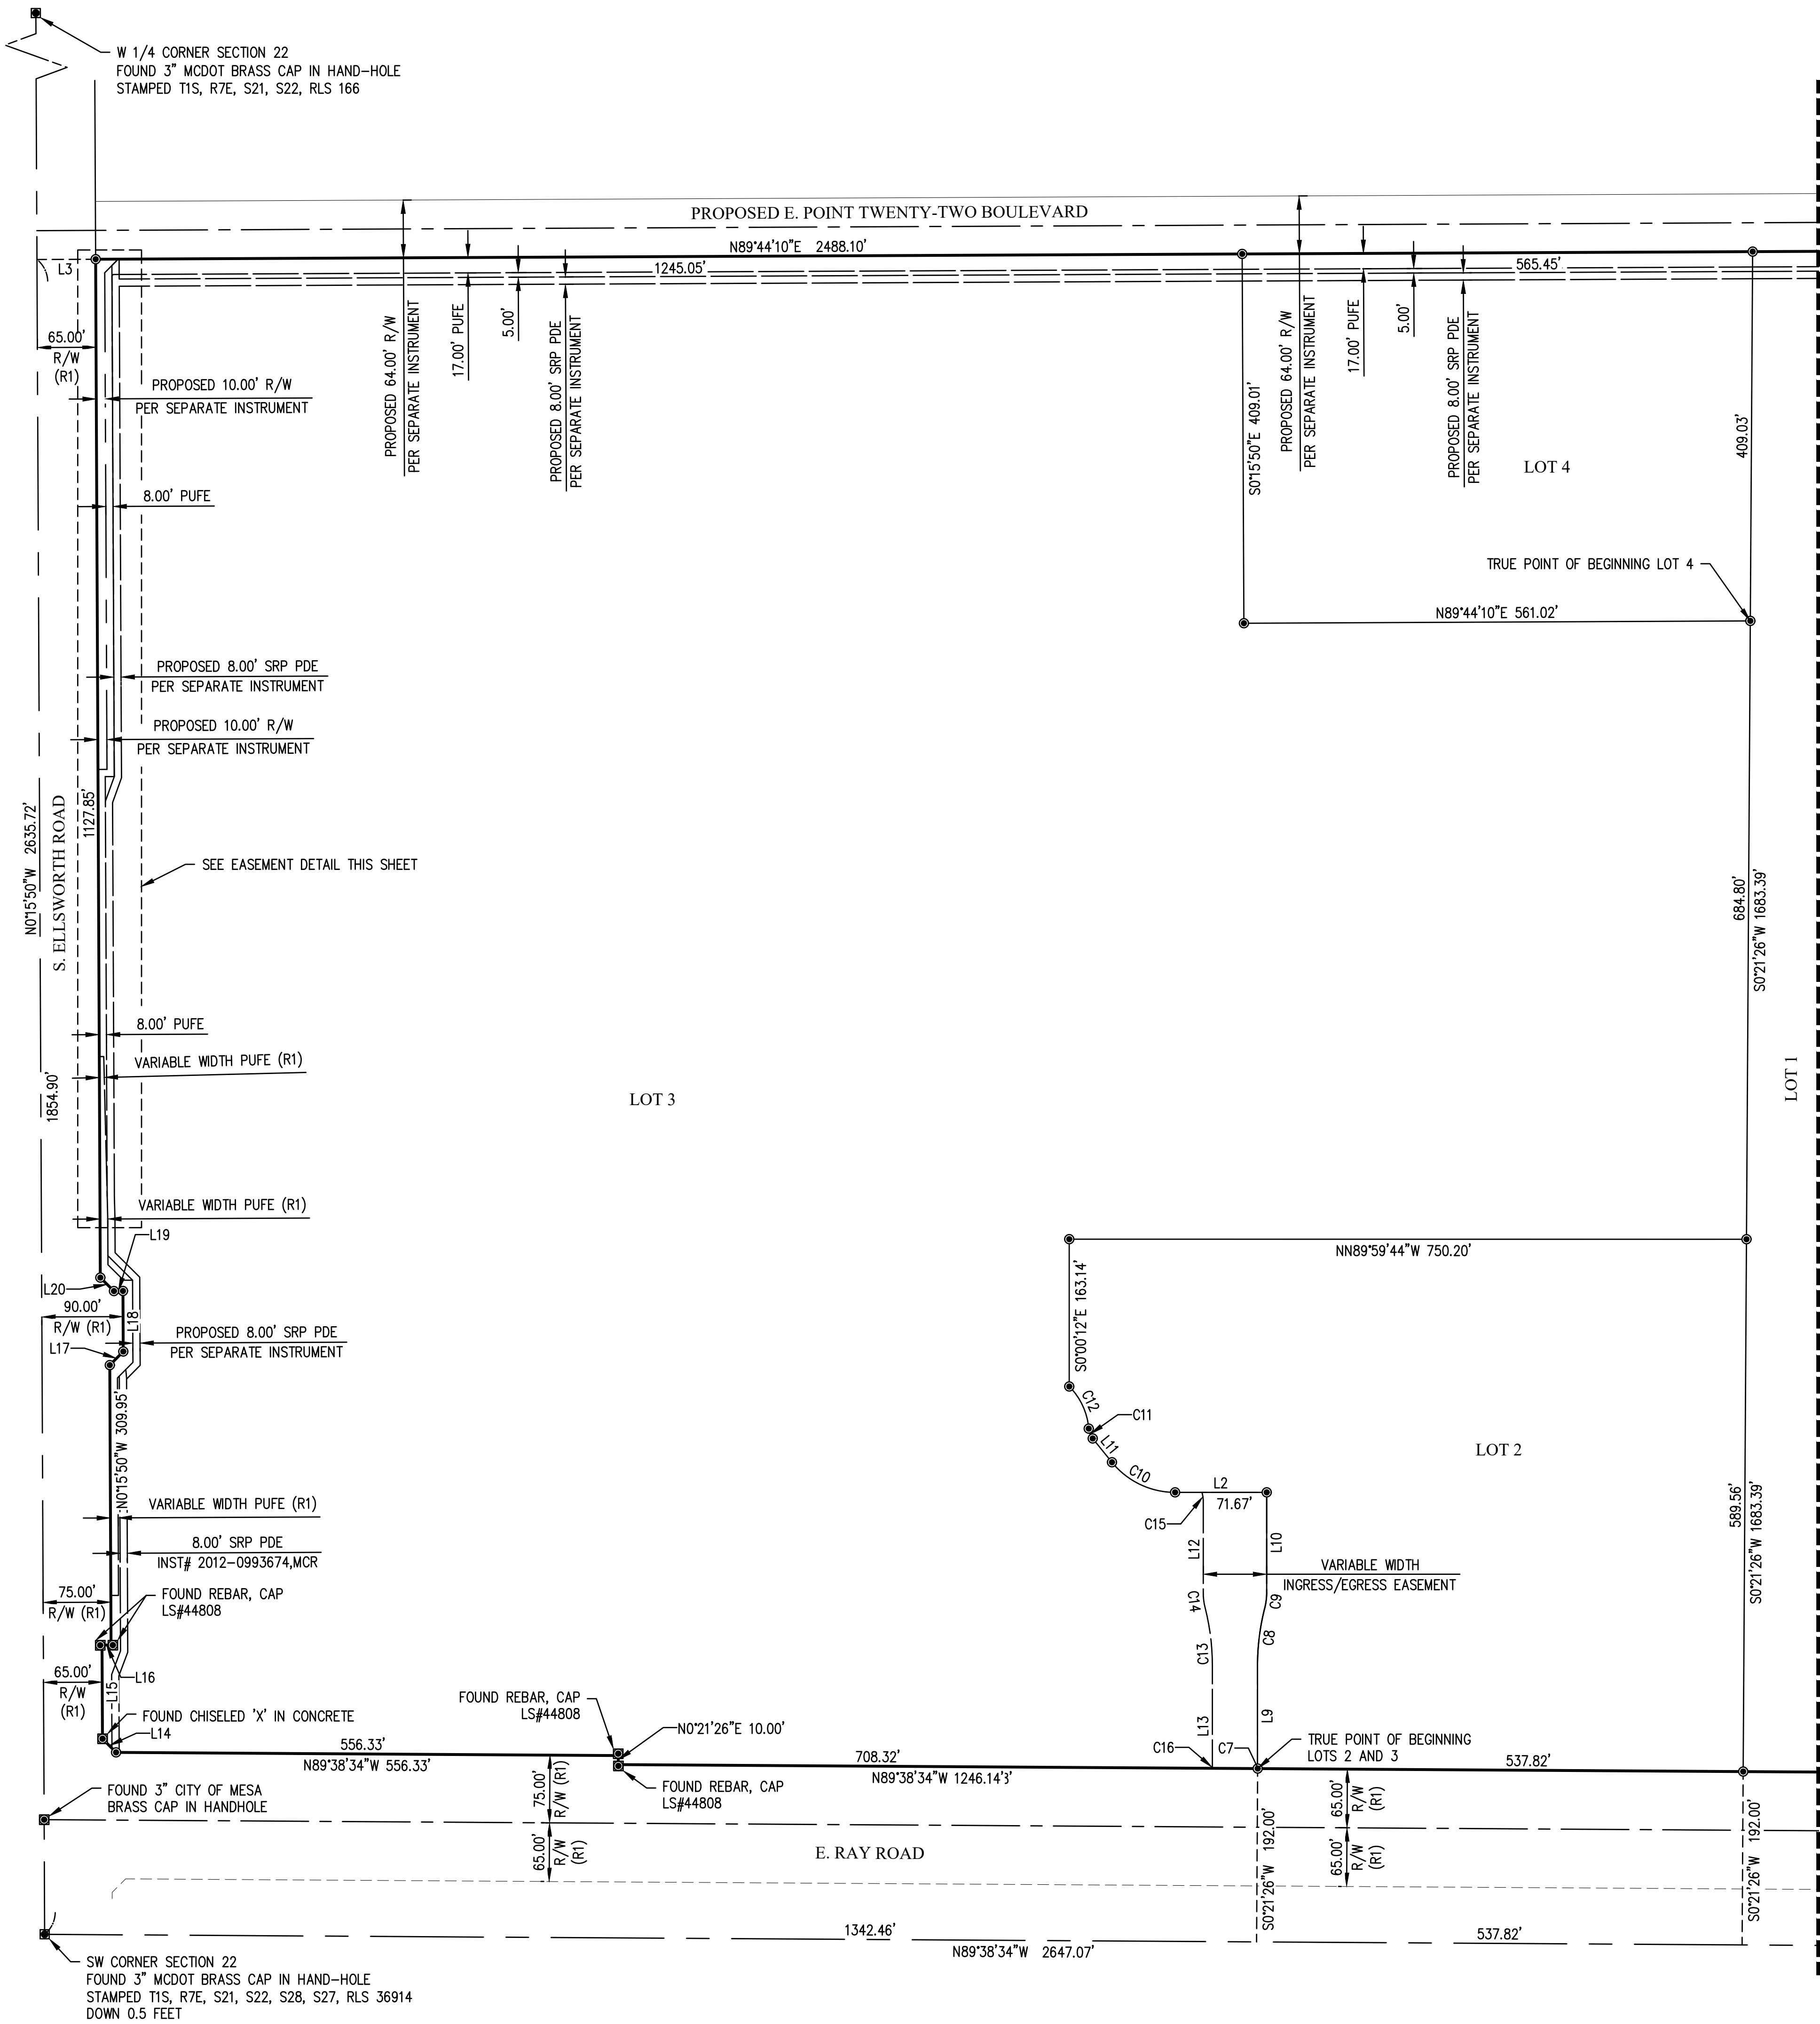 W 1/4 CORNER SECTION 22
FOUND 3" MCDOT BRASS CAP IN HAND-HOLE
STAMPED T1S, R7E, S21, S22, RLS 166
PROPOSED E. POINT TWENTY-TWO BOULEVARD
N89°44'10"E 2488.10'
L3
1245.05'
565.45'
65.00'
R/W
(R1)
PROPOSED 10.00' R/W
PER SEPARATE INSTRUMENT
PROPOSED 64.00' R/W
PER SEPARATE INSTRUMENT
17.00' PUFE
5.00'
PROPOSED 8.00' SRP PDE
PER SEPARATE INSTRUMENT
S0°15'50"E 409.01'
PROPOSED 64.00' R/W
PER SEPARATE INSTRUMENT
17.00' PUFE
5.00'
PROPOSED 8.00' SRP PDE
PER SEPARATE INSTRUMENT
LOT 4
409.03'
8.00' PUFE
TRUE POINT OF BEGINNING LOT 4
N89°44'10"E 561.02'
PROPOSED 8.00' SRP PDE
PER SEPARATE INSTRUMENT
PROPOSED 10.00' R/W
PER SEPARATE INSTRUMENT
N0°15'50"W 2635.72'
S. ELLSWORTH ROAD
1127.85'
SEE EASEMENT DETAIL THIS SHEET
684.80'
S0°21'26"W 1683.39'
8.00' PUFE
VARIABLE WIDTH PUFE (R1)
1854.90'
LOT 3
LOT 1
VARIABLE WIDTH PUFE (R1)
L19
NN89°59'44"W 750.20'
L20
90.00'
R/W (R1)
L18
S0°00'12"E 163.14'
PROPOSED 8.00' SRP PDE
PER SEPARATE INSTRUMENT
L17
N0°15'50"W 309.95'
C12
C11
L11
C10
LOT 2
L2
71.67'
C15
L12
L10
589.56'
S0°21'26"W 1683.39'
VARIABLE WIDTH PUFE (R1)
8.00' SRP PDE
INST# 2012-0993674,MCR
VARIABLE WIDTH
INGRESS/EGRESS EASEMENT
75.00'
R/W (R1)
FOUND REBAR, CAP
LS#44808
C14
C9
C8
C13
L16
65.00'
R/W
(R1)
L15
FOUND CHISELED 'X' IN CONCRETE
L14
FOUND REBAR, CAP
LS#44808
N0°21'26"E 10.00'
L13
L9
C16
C7
TRUE POINT OF BEGINNING
LOTS 2 AND 3
556.33'
N89°38'34"W 556.33'
708.32'
N89°38'34"W 1246.14'
537.82'
FOUND 3" CITY OF MESA
BRASS CAP IN HANDHOLE
75.00'
R/W (R1)
FOUND REBAR, CAP
LS#44808
65.00'
R/W
(R1)
65.00'
R/W
(R1)
E. RAY ROAD
65.00'
R/W
(R1)
S0°21'26"W 192.00'
S0°21'26"W 192.00'
1342.46'
537.82'
N89°38'34"W 2647.07'
SW CORNER SECTION 22
FOUND 3" MCDOT BRASS CAP IN HAND-HOLE
STAMPED T1S, R7E, S21, S22, S28, S27, RLS 36914
DOWN 0.5 FEET